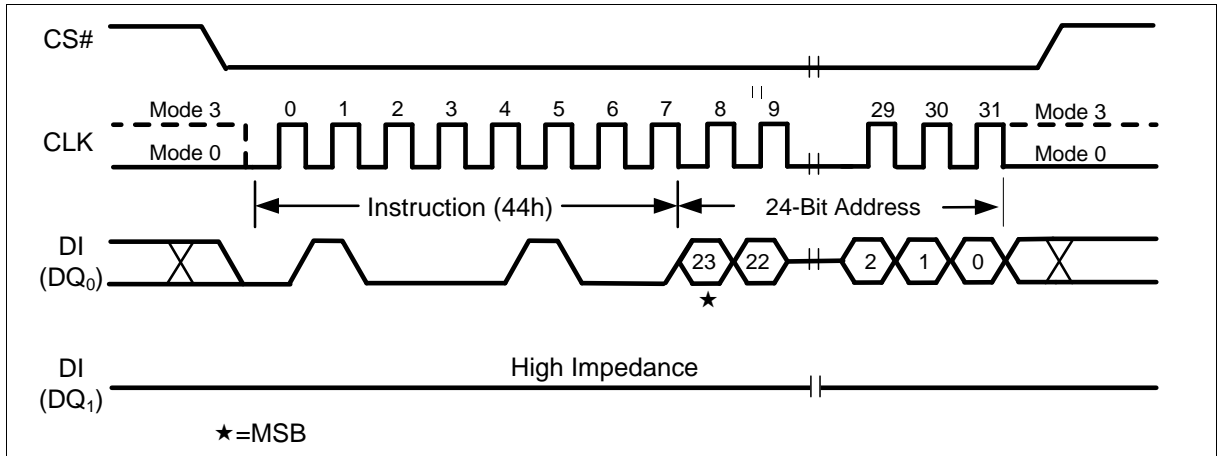 CS#
Mode 3 0 1 2 3 4 5 6 7 8 9 29 30 31 Mode 3
CLK
Mode 0 Mode 0
Instruction (44h) 24-Bit Address
DI
(DQ0) 23 22 2 1 0
★
High Impedance
DI
(DQ1)
★=MSB